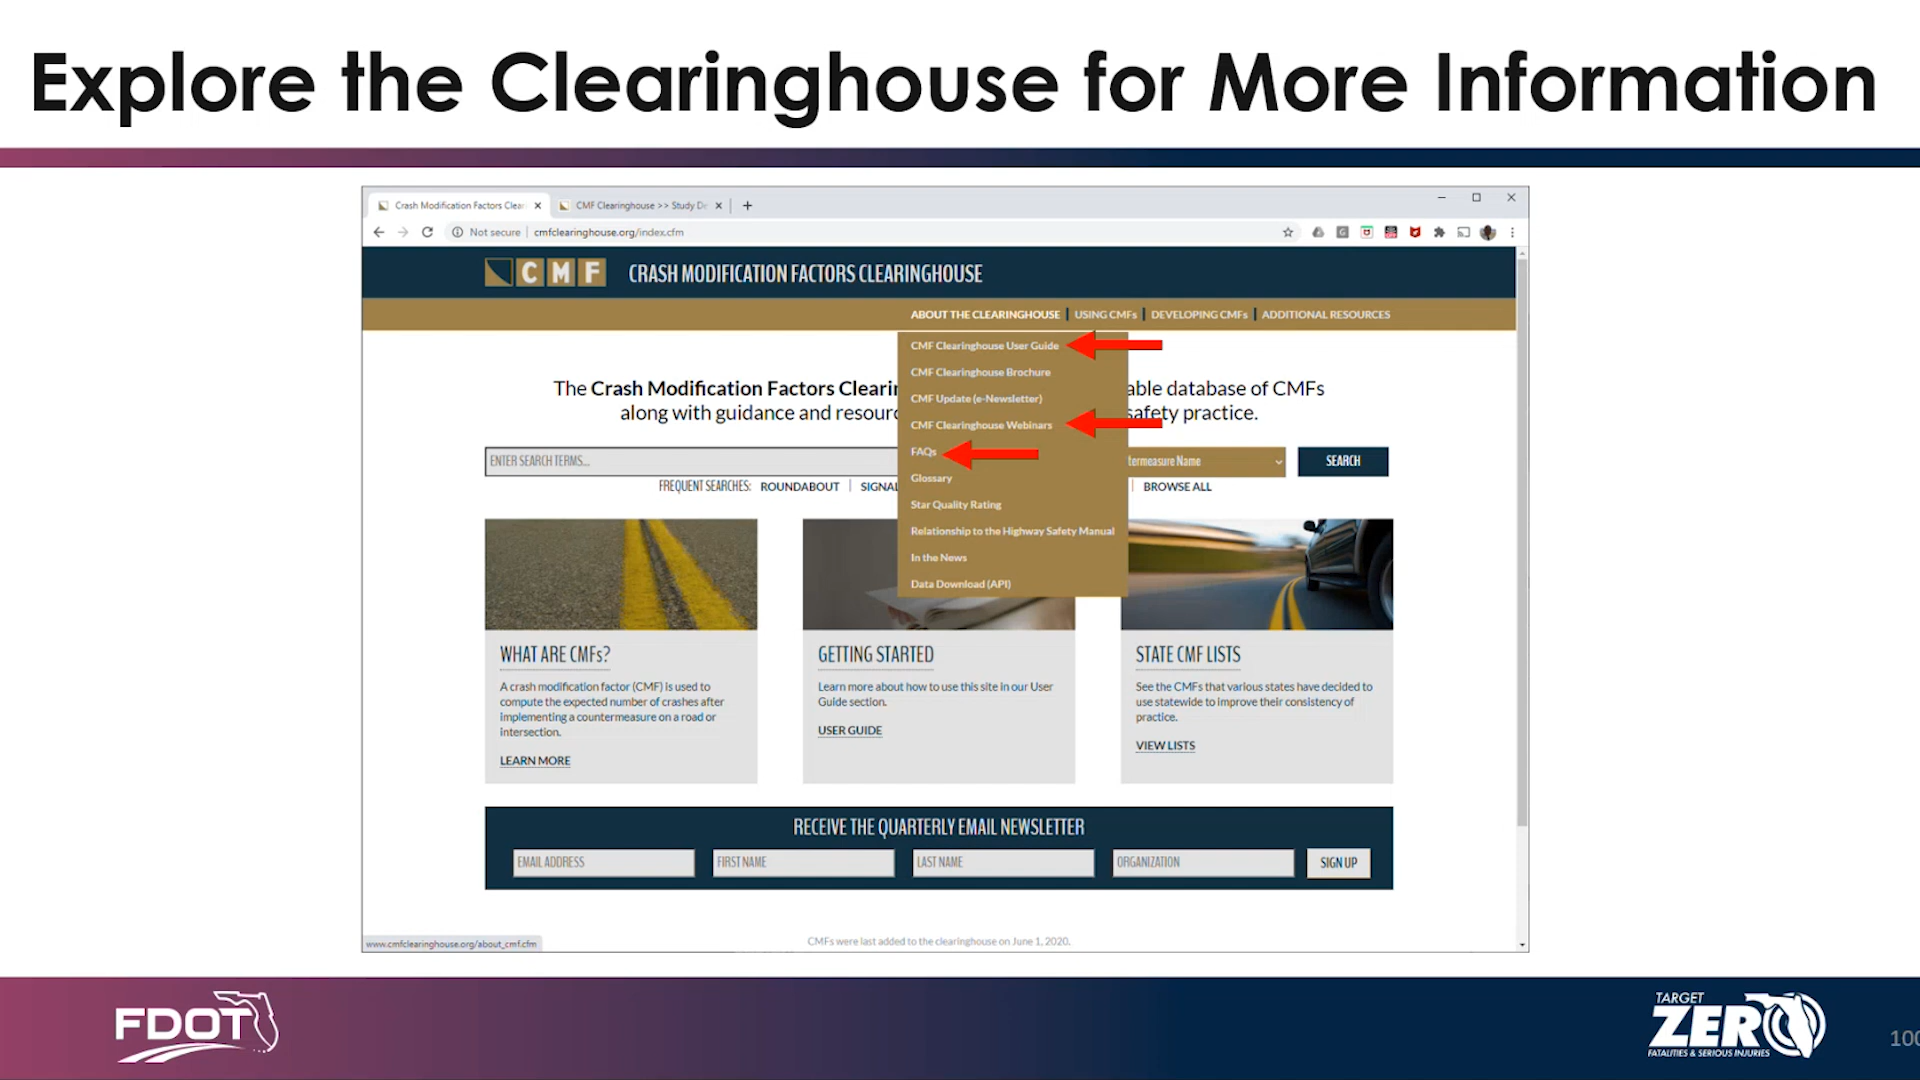 Explore the Clearinghouse for More Information
Crash Modification Factors Clear
CMF Clearinghouse >> Study De
Not secure | cmfclearinghouse.org/index.cfm
CMF CRASH MODIFICATION FACTORS CLEARINGHOUSE
ABOUT THE CLEARINGHOUSE | USING CMFs | DEVELOPING CMFs | ADDITIONAL RESOURCES
CMF Clearinghouse User Guide
CMF Clearinghouse Brochure
CMF Update (e-Newsletter)
CMF Clearinghouse Webinars
FAQs
Glossary
Star Quality Rating
Relationship to the Highway Safety Manual
In the News
Data Download (API)
The Crash Modification Factors Cleari able database of CMFs
along with guidance and resourc safety practice.
ENTER SEARCH TERMS... termeasure Name SEARCH
FREQUENT SEARCHES: ROUNDABOUT | SIGNAL | BROWSE ALL
WHAT ARE CMFs?
A crash modification factor (CMF) is used to
compute the expected number of crashes after
implementing a countermeasure on a road or
intersection.
LEARN MORE
GETTING STARTED
Learn more about how to use this site in our User
Guide section.
USER GUIDE
STATE CMF LISTS
See the CMFs that various states have decided to
use statewide to improve their consistency of
practice.
VIEW LISTS
RECEIVE THE QUARTERLY EMAIL NEWSLETTER
EMAIL ADDRESS FIRST NAME LAST NAME ORGANIZATION SIGN UP
www.cmfclearinghouse.org/about_cmf.cfm
CMFs were last added to the clearinghouse on June 1, 2020.
FDOT
TARGET
ZERO
FATALITIES & SERIOUS INJURIES
100